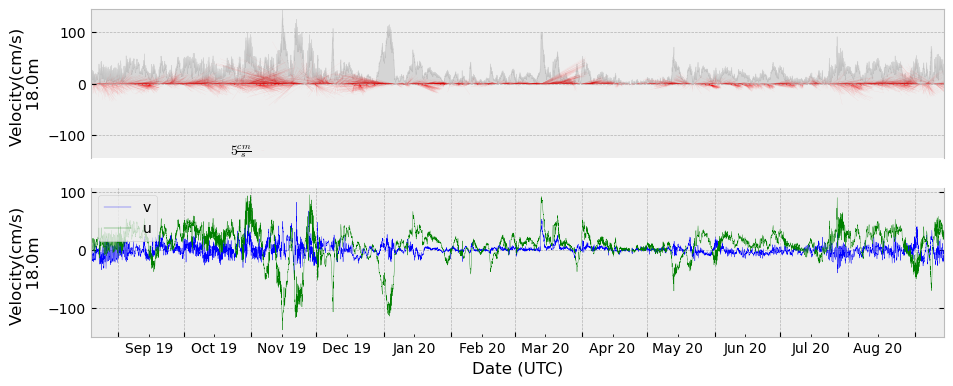 Velocity(cm/s)
18.0m
100
0
−100
5 cm/s
Velocity(cm/s)
18.0m
100
0
−100
v
u
Sep 19 Oct 19 Nov 19 Dec 19 Jan 20 Feb 20 Mar 20 Apr 20 May 20 Jun 20 Jul 20 Aug 20
Date (UTC)